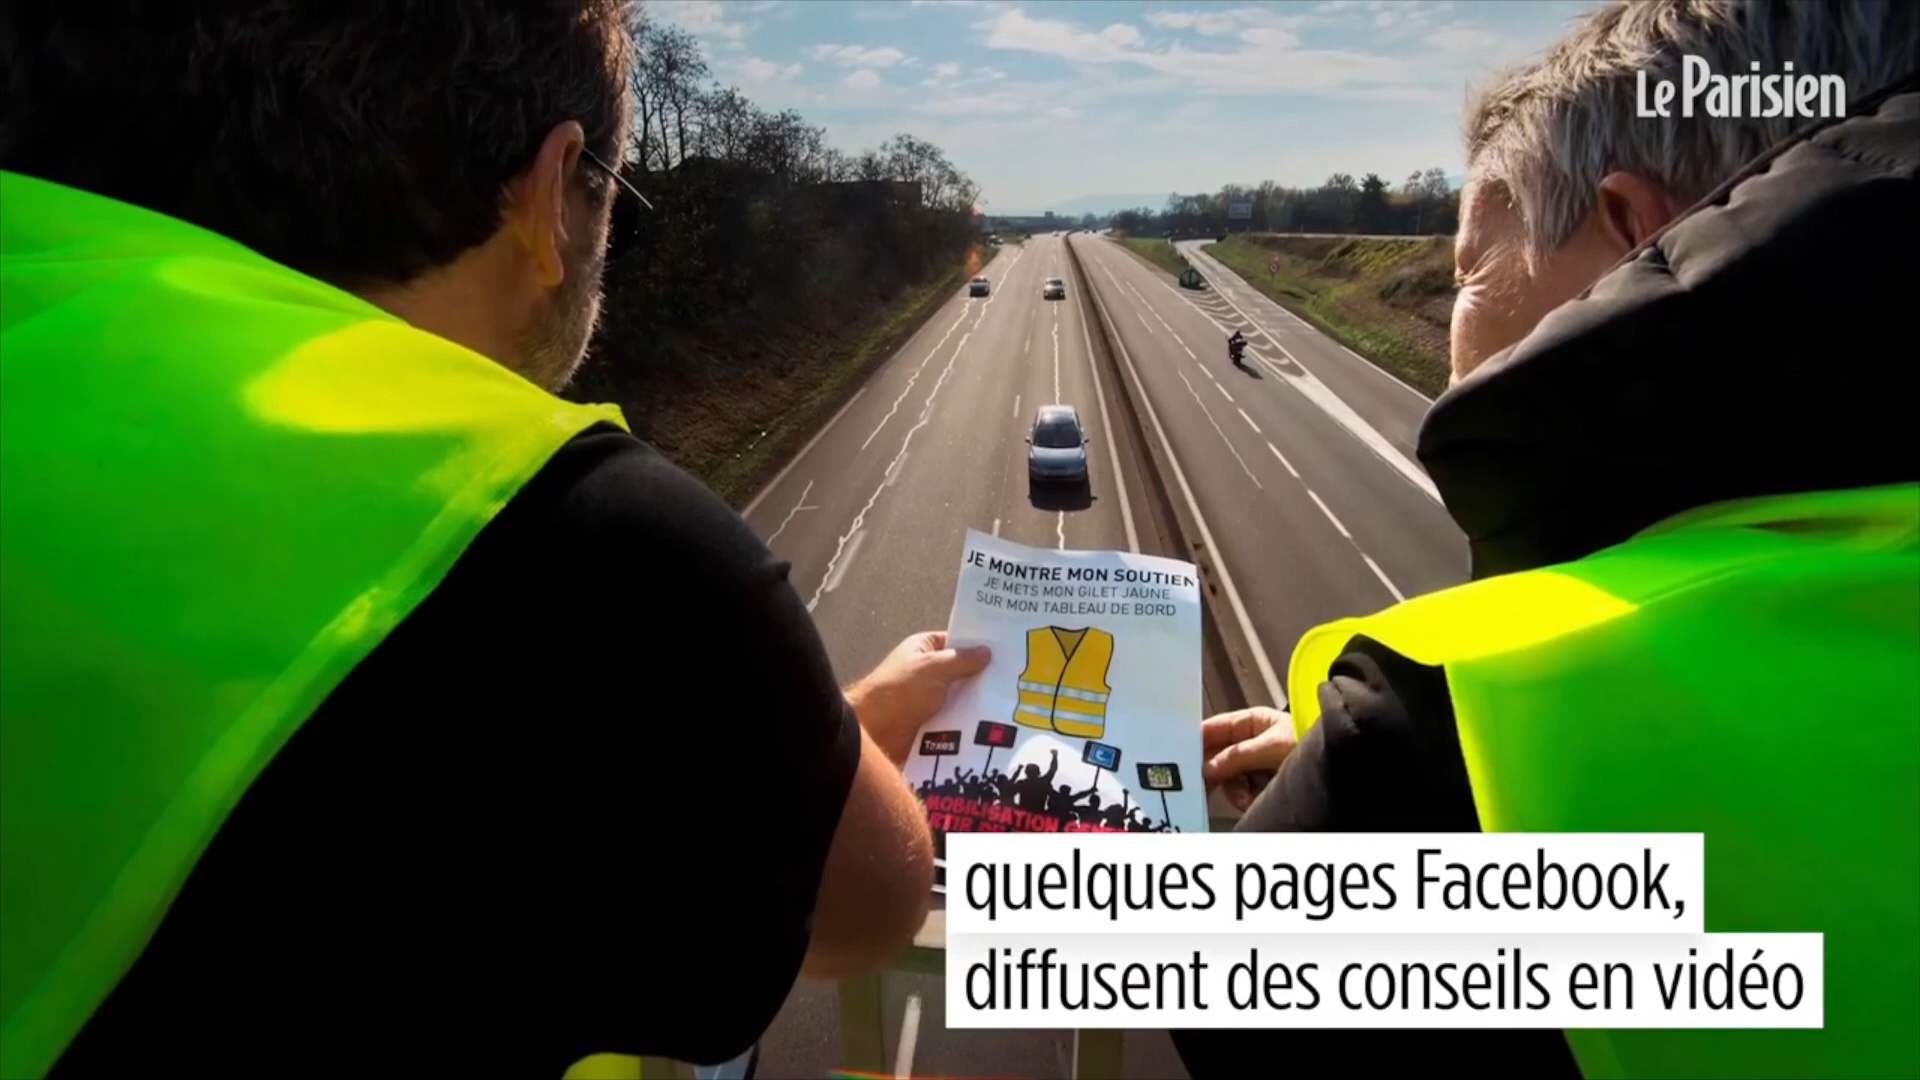 Le Parisien
JE MONTRE MON SOUTIEN
JE METS MON GILET JAUNE
SUR MON TABLEAU DE BORD
Taxes
MOBILISATION
quelques pages Facebook,
diffusent des conseils en vidéo